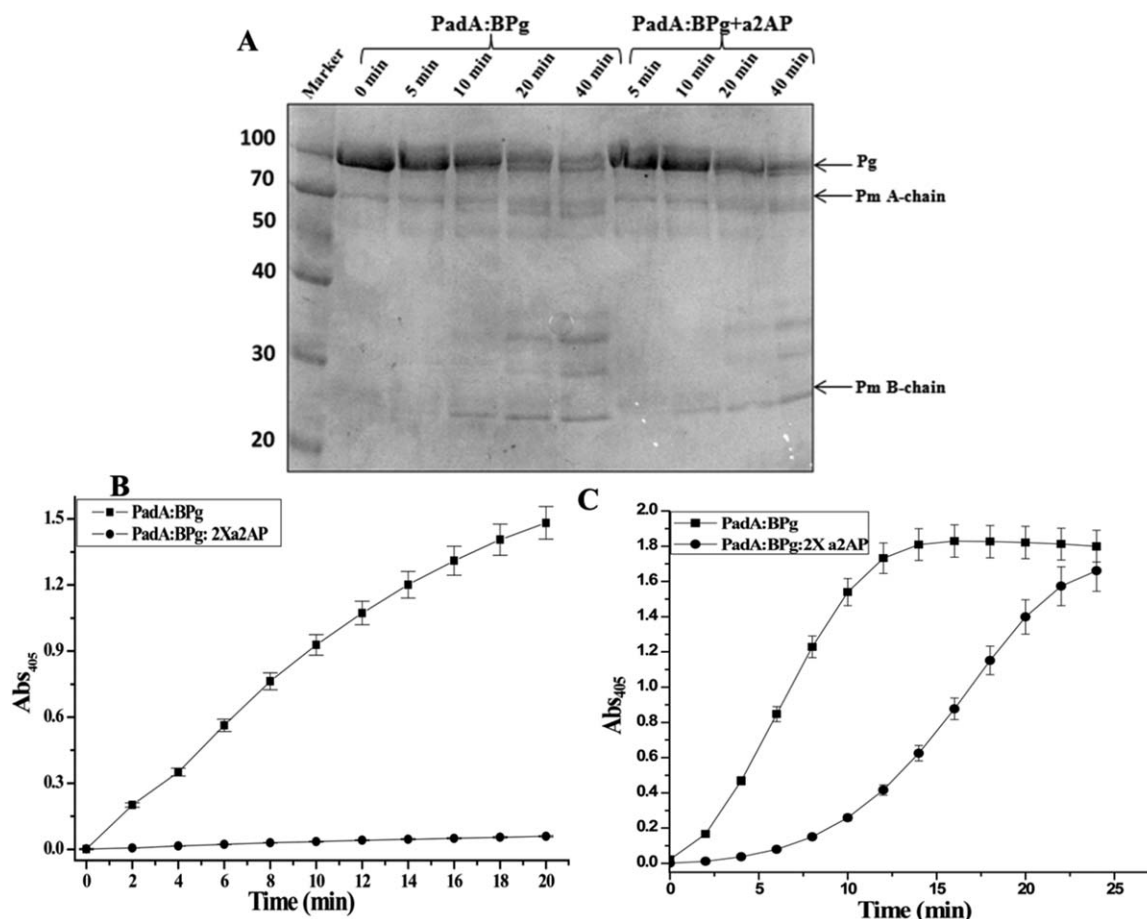 A
PadA:BPg PadA:BPg+a2AP
Marker 0 min 5 min 10 min 20 min 40 min 5 min 10 min 20 min 40 min
100
Pg
70
Pm A-chain
50
40
30
Pm B-chain
20
B
PadA:BPg
PadA:BPg: 2Xa2AP
1.5
1.2
0.9
0.6
0.3
0.0
Abs405
0 2 4 6 8 10 12 14 16 18 20
Time (min)
C
PadA:BPg
PadA:BPg:2X a2AP
2.0
1.8
1.6
1.4
1.2
1.0
0.8
0.6
0.4
0.2
0.0
Abs405
0 5 10 15 20 25
Time (min)